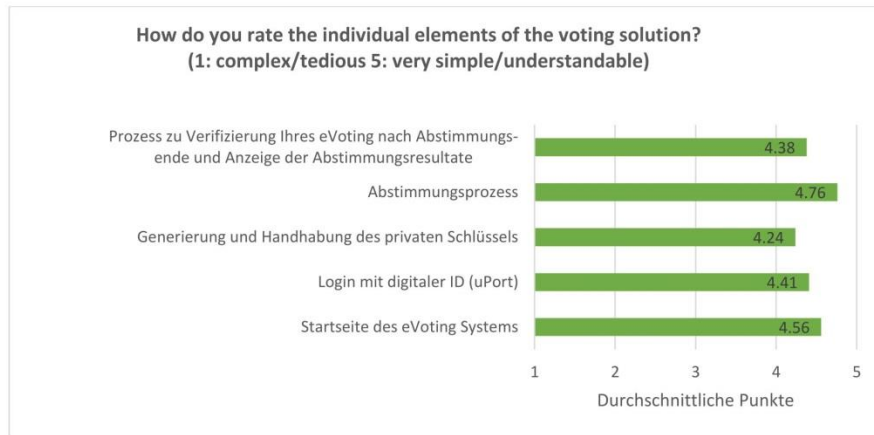 How do you rate the individual elements of the voting solution?
(1: complex/tedious 5: very simple/understandable)
Prozess zu Verifizierung Ihres eVoting nach Abstimmungs-
ende und Anzeige der Abstimmungsresultate
4.38
Abstimmungsprozess
4.76
Generierung und Handhabung des privaten Schlüssels
4.24
Login mit digitaler ID (uPort)
4.41
Startseite des eVoting Systems
4.56
1 2 3 4 5
Durchschnittliche Punkte